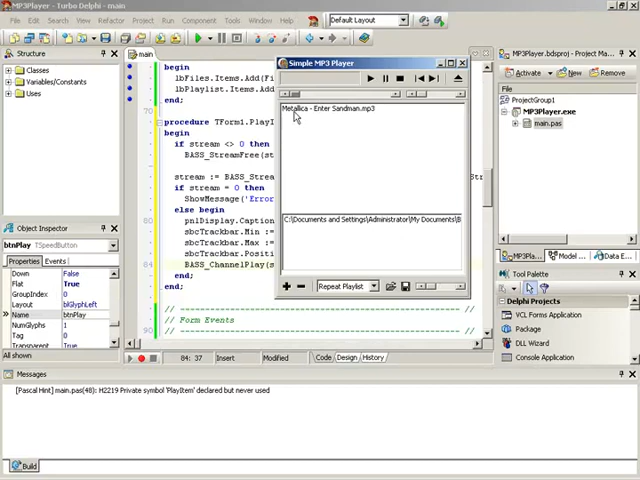 MP3Player - Turbo Delphi - main
File Edit Search View Refactor Project Run Component Tools Window Help
Default Layout
Structure
Classes
Variables/Constants
Uses
main
begin
lbFiles.Items.Add(
lbPlaylist.Items.Add(
end;
70
procedure TForm1.PlayI
begin
if stream <> 0 then
BASS_StreamFree(s
stream := BASS_Str
if stream = 0 then
ShowMessage('Error
else begin
pnlDisplay.Caption
sbcTrackbar.Min :=
sbcTrackbar.Max :=
sbcTrackbar.Positi
84
BASS_ChannelPlay(s
end;
end;
// Form Events
90
84: 37
Insert
Modified
Code
Design
History
Simple MP3 Player
Metallica - Enter Sandman.mp3
C:\Documents and Settings\Administrator\My Documents\B
Repeat Playlist
MP3Player.bdsproj - Project Ma
Activate
New
Remove
File
ProjectGroup1
MP3Player.exe
main.pas
MP3Pla...
Model ...
Data E...
Tool Palette
Delphi Projects
VCL Forms Application
Package
DLL Wizard
Console Application
Object Inspector
btnPlay TSpeedButton
Properties
Events
Down False
Flat True
GroupIndex 0
Layout blGlyphLeft
Name btnPlay
NumGlyphs 1
Tag 0
All shown
Messages
[Pascal Hint] main.pas(48): H2219 Private symbol 'PlayItem' declared but never used
Build